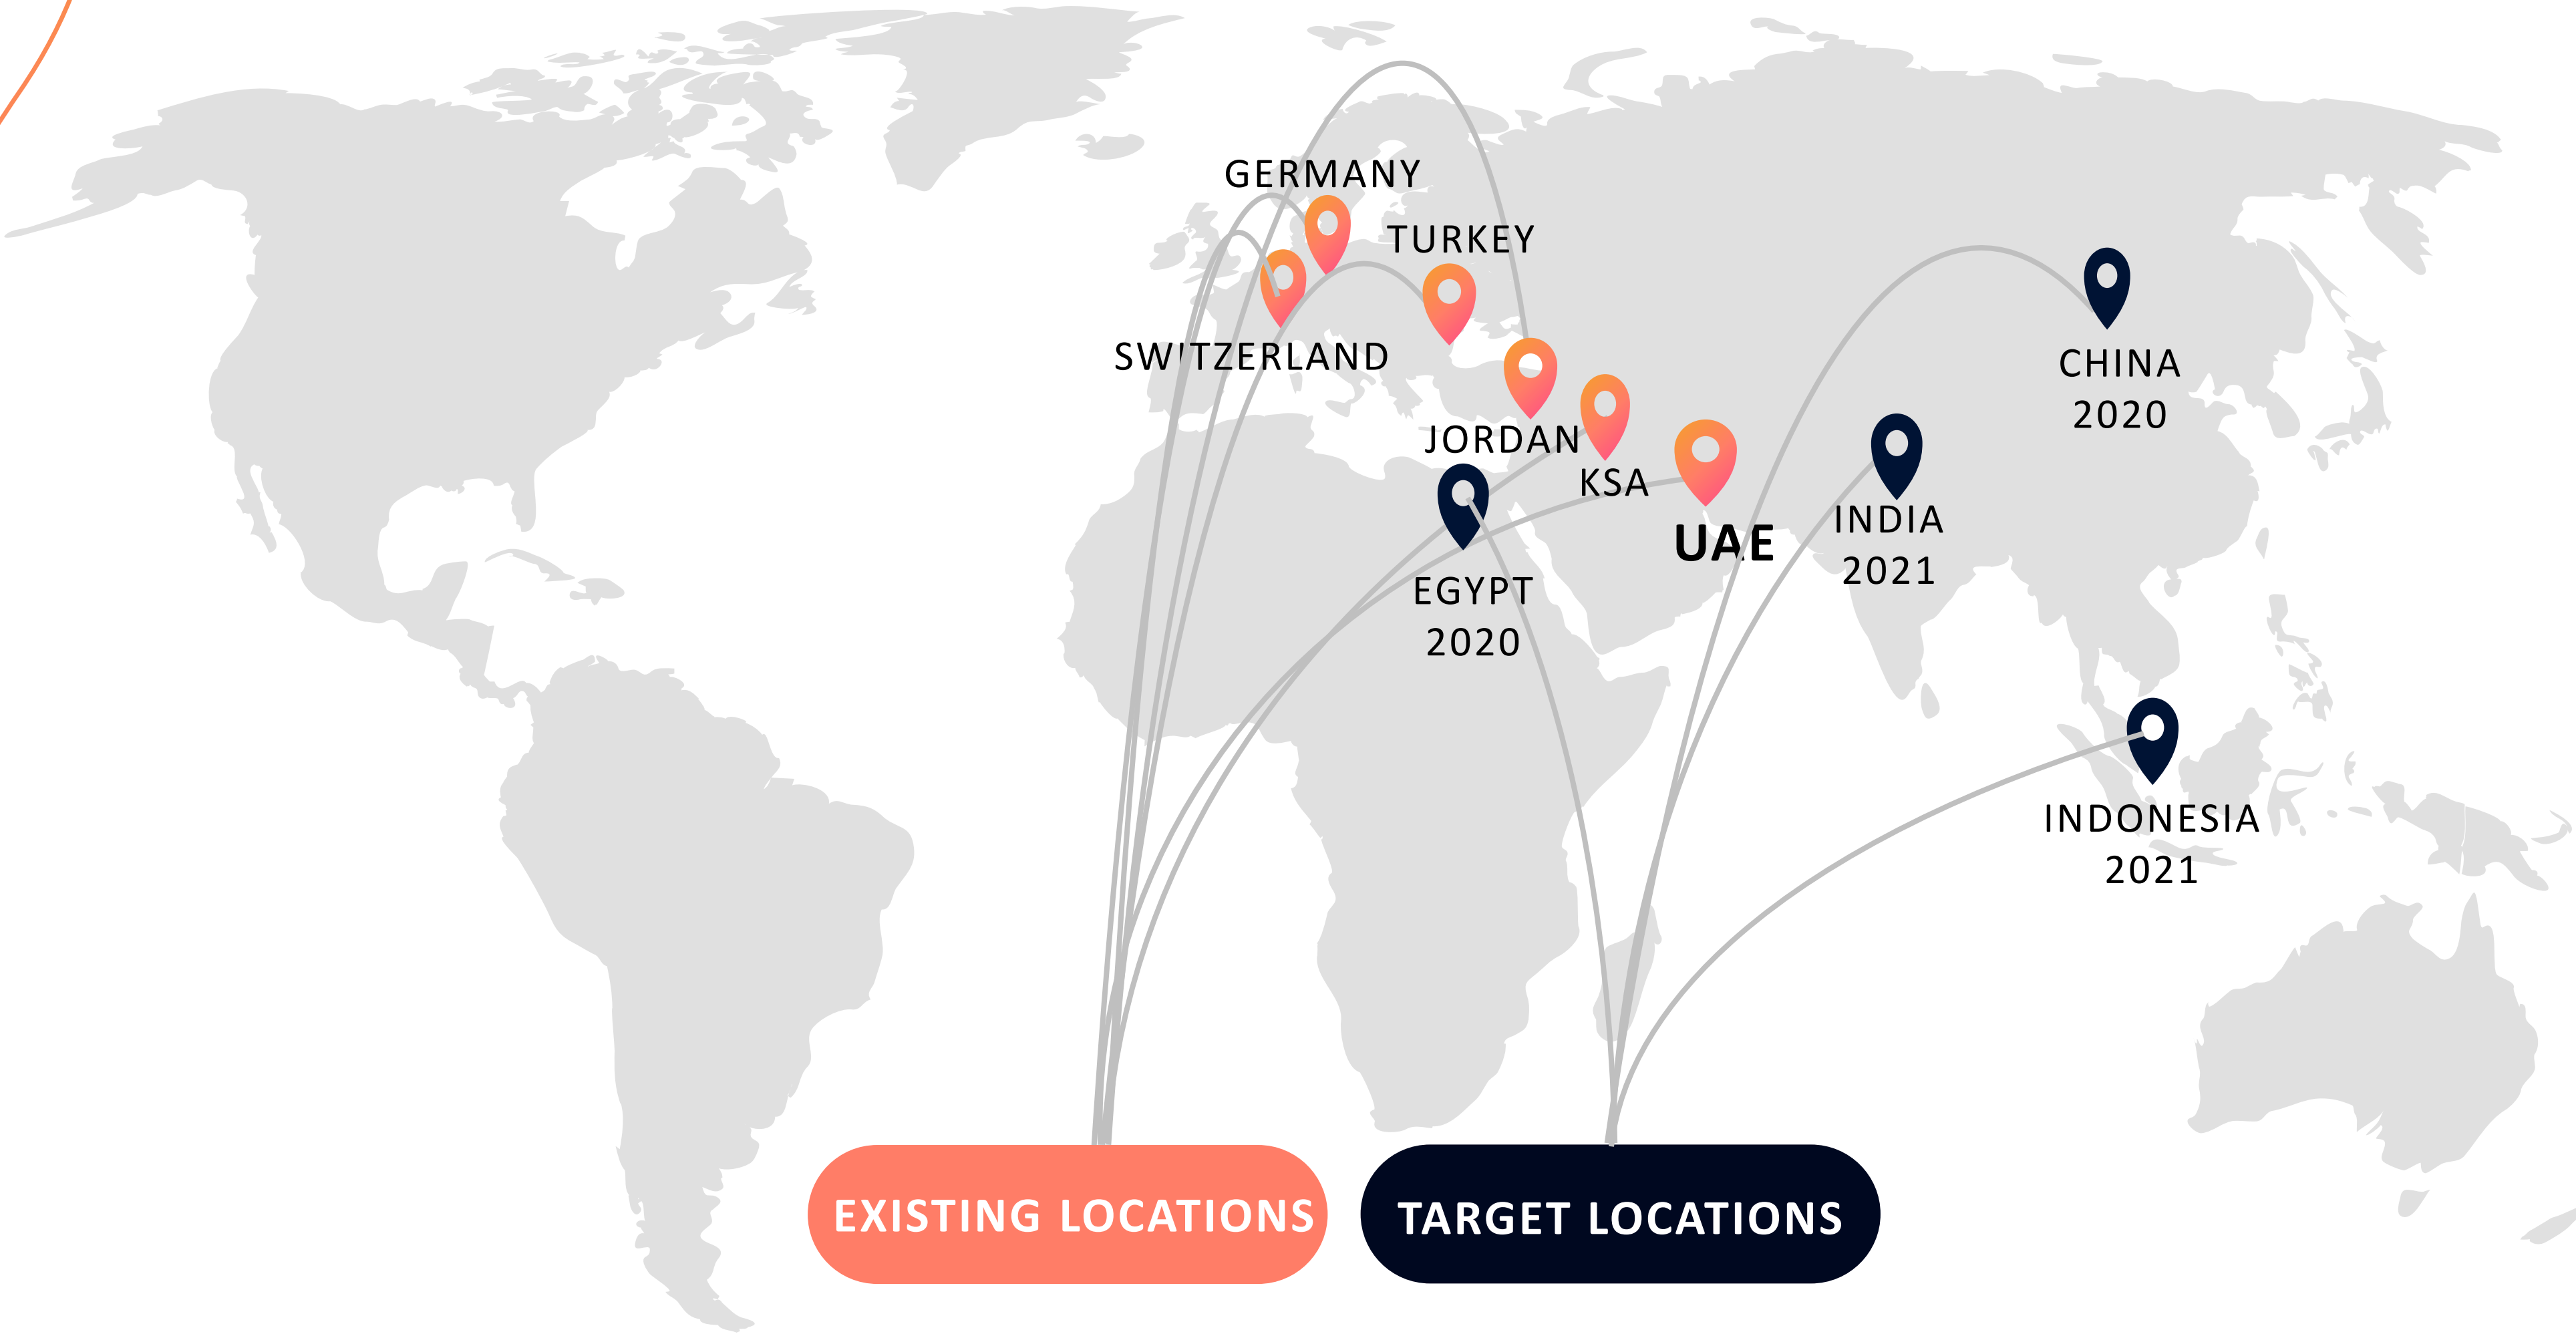 GERMANY
TURKEY
SWITZERLAND
CHINA
2020
JORDAN
KSA
INDIA
2021
UAE
EGYPT
2020
INDONESIA
2021
EXISTING LOCATIONS
TARGET LOCATIONS